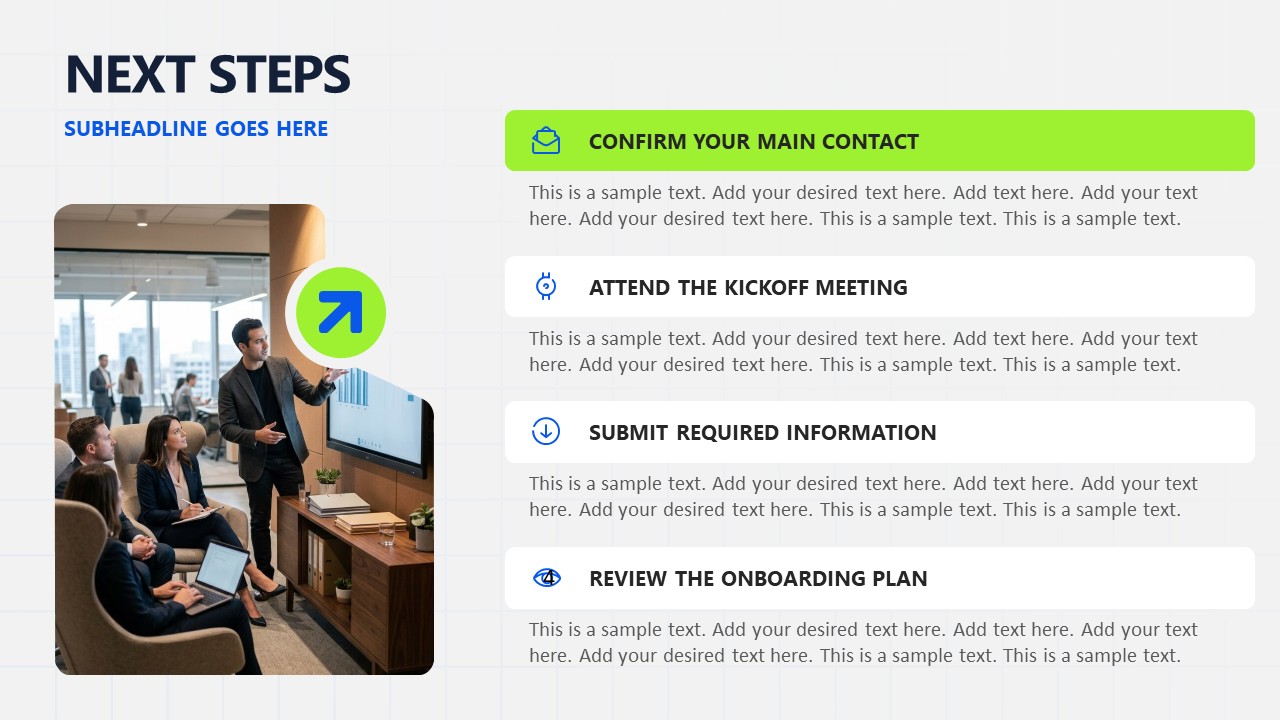 NEXT STEPS
SUBHEADLINE GOES HERE
CONFIRM YOUR MAIN CONTACT
This is a sample text. Add your desired text here. Add text here. Add your text
here. Add your desired text here. This is a sample text. This is a sample text.
ATTEND THE KICKOFF MEETING
This is a sample text. Add your desired text here. Add text here. Add your text
here. Add your desired text here. This is a sample text. This is a sample text.
SUBMIT REQUIRED INFORMATION
This is a sample text. Add your desired text here. Add text here. Add your text
here. Add your desired text here. This is a sample text. This is a sample text.
4
REVIEW THE ONBOARDING PLAN
This is a sample text. Add your desired text here. Add text here. Add your text
here. Add your desired text here. This is a sample text. This is a sample text.